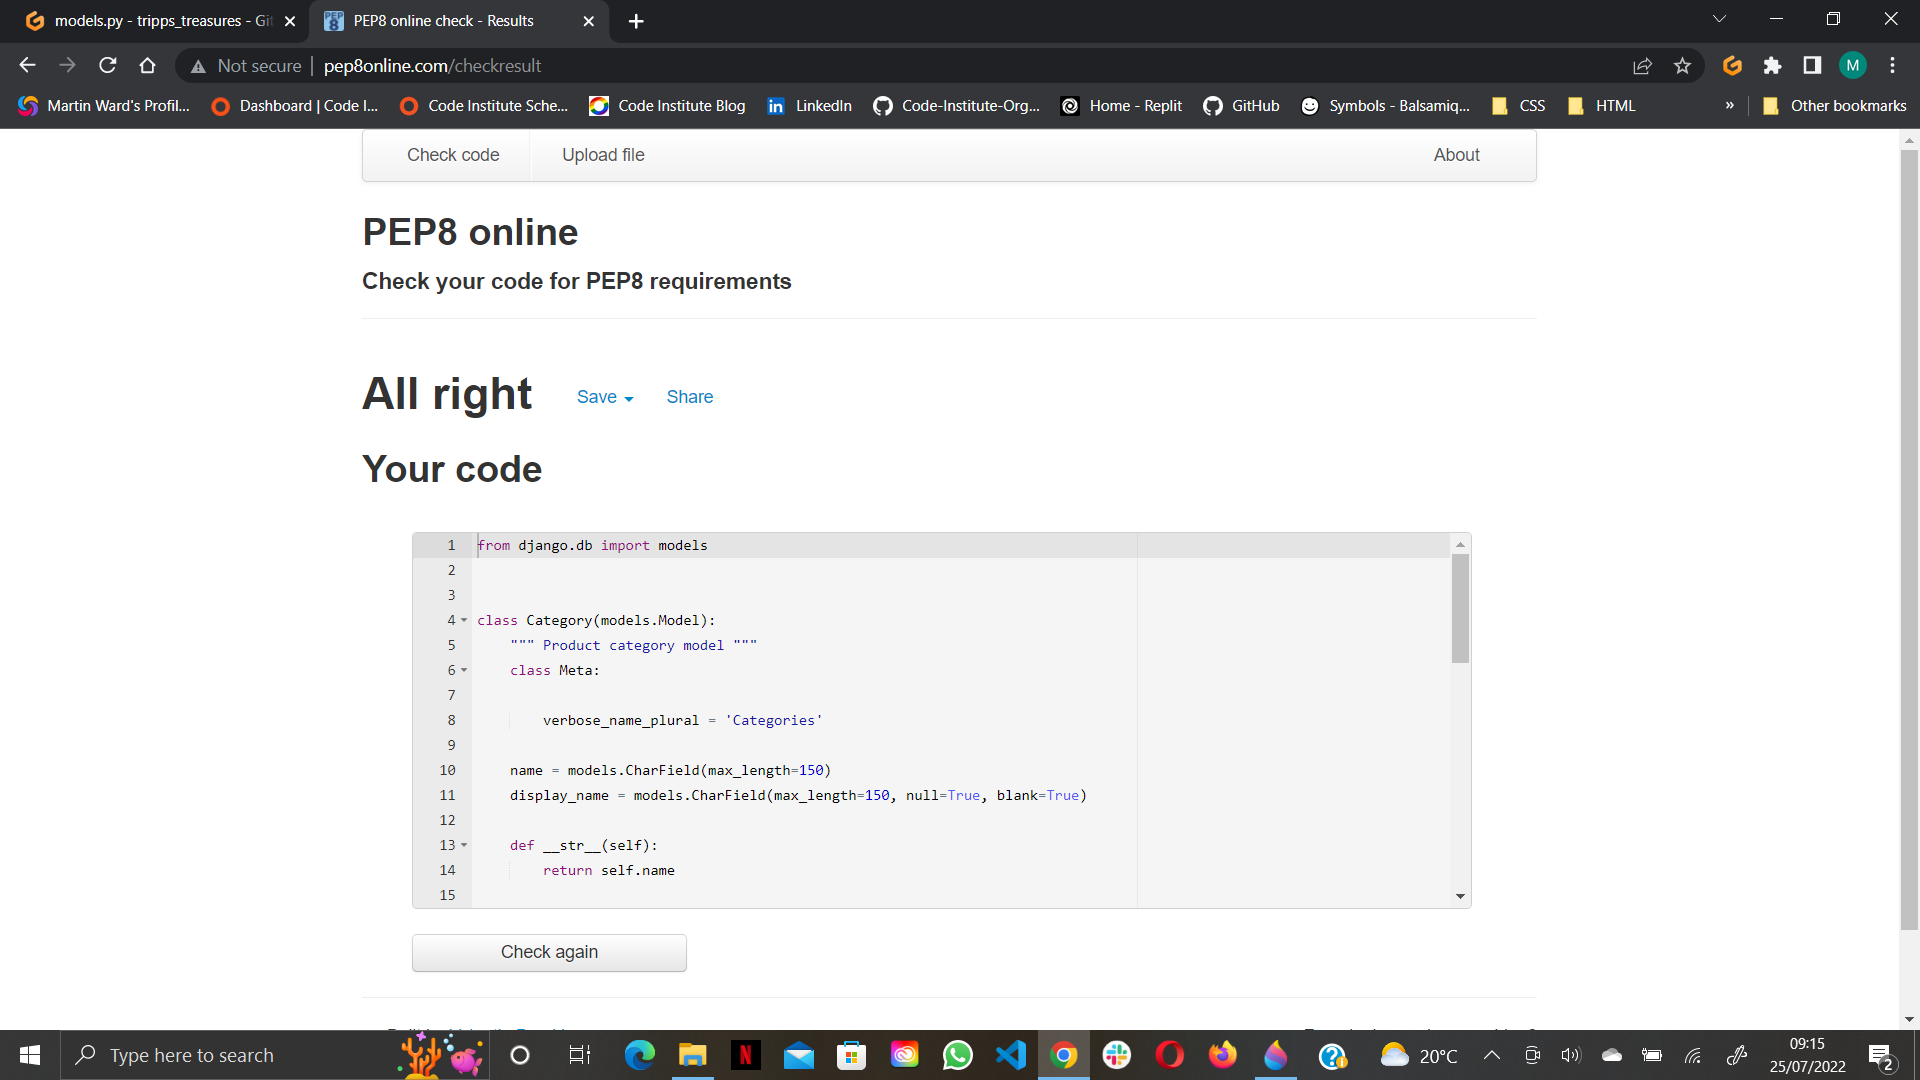 models.py - tripps_treasures - Git
PEP8 online check - Results
Not secure
pep8online.com/checkresult
M
Martin Ward's Profil...
Dashboard | Code I...
Code Institute Sche...
Code Institute Blog
LinkedIn
Code-Institute-Org...
Home - Replit
GitHub
Symbols - Balsamiq...
CSS
HTML
»
Other bookmarks
Check code
Upload file
About
PEP8 online
Check your code for PEP8 requirements
All right
Save
Share
Your code
1 from django.db import models
2
3
4 class Category(models.Model):
5 """ Product category model """
6 class Meta:
7
8 verbose_name_plural = 'Categories'
9
10 name = models.CharField(max_length=150)
11 display_name = models.CharField(max_length=150, null=True, blank=True)
12
13 def __str__(self):
14 return self.name
15
Check again
Type here to search
20°C
09:15
25/07/2022
2